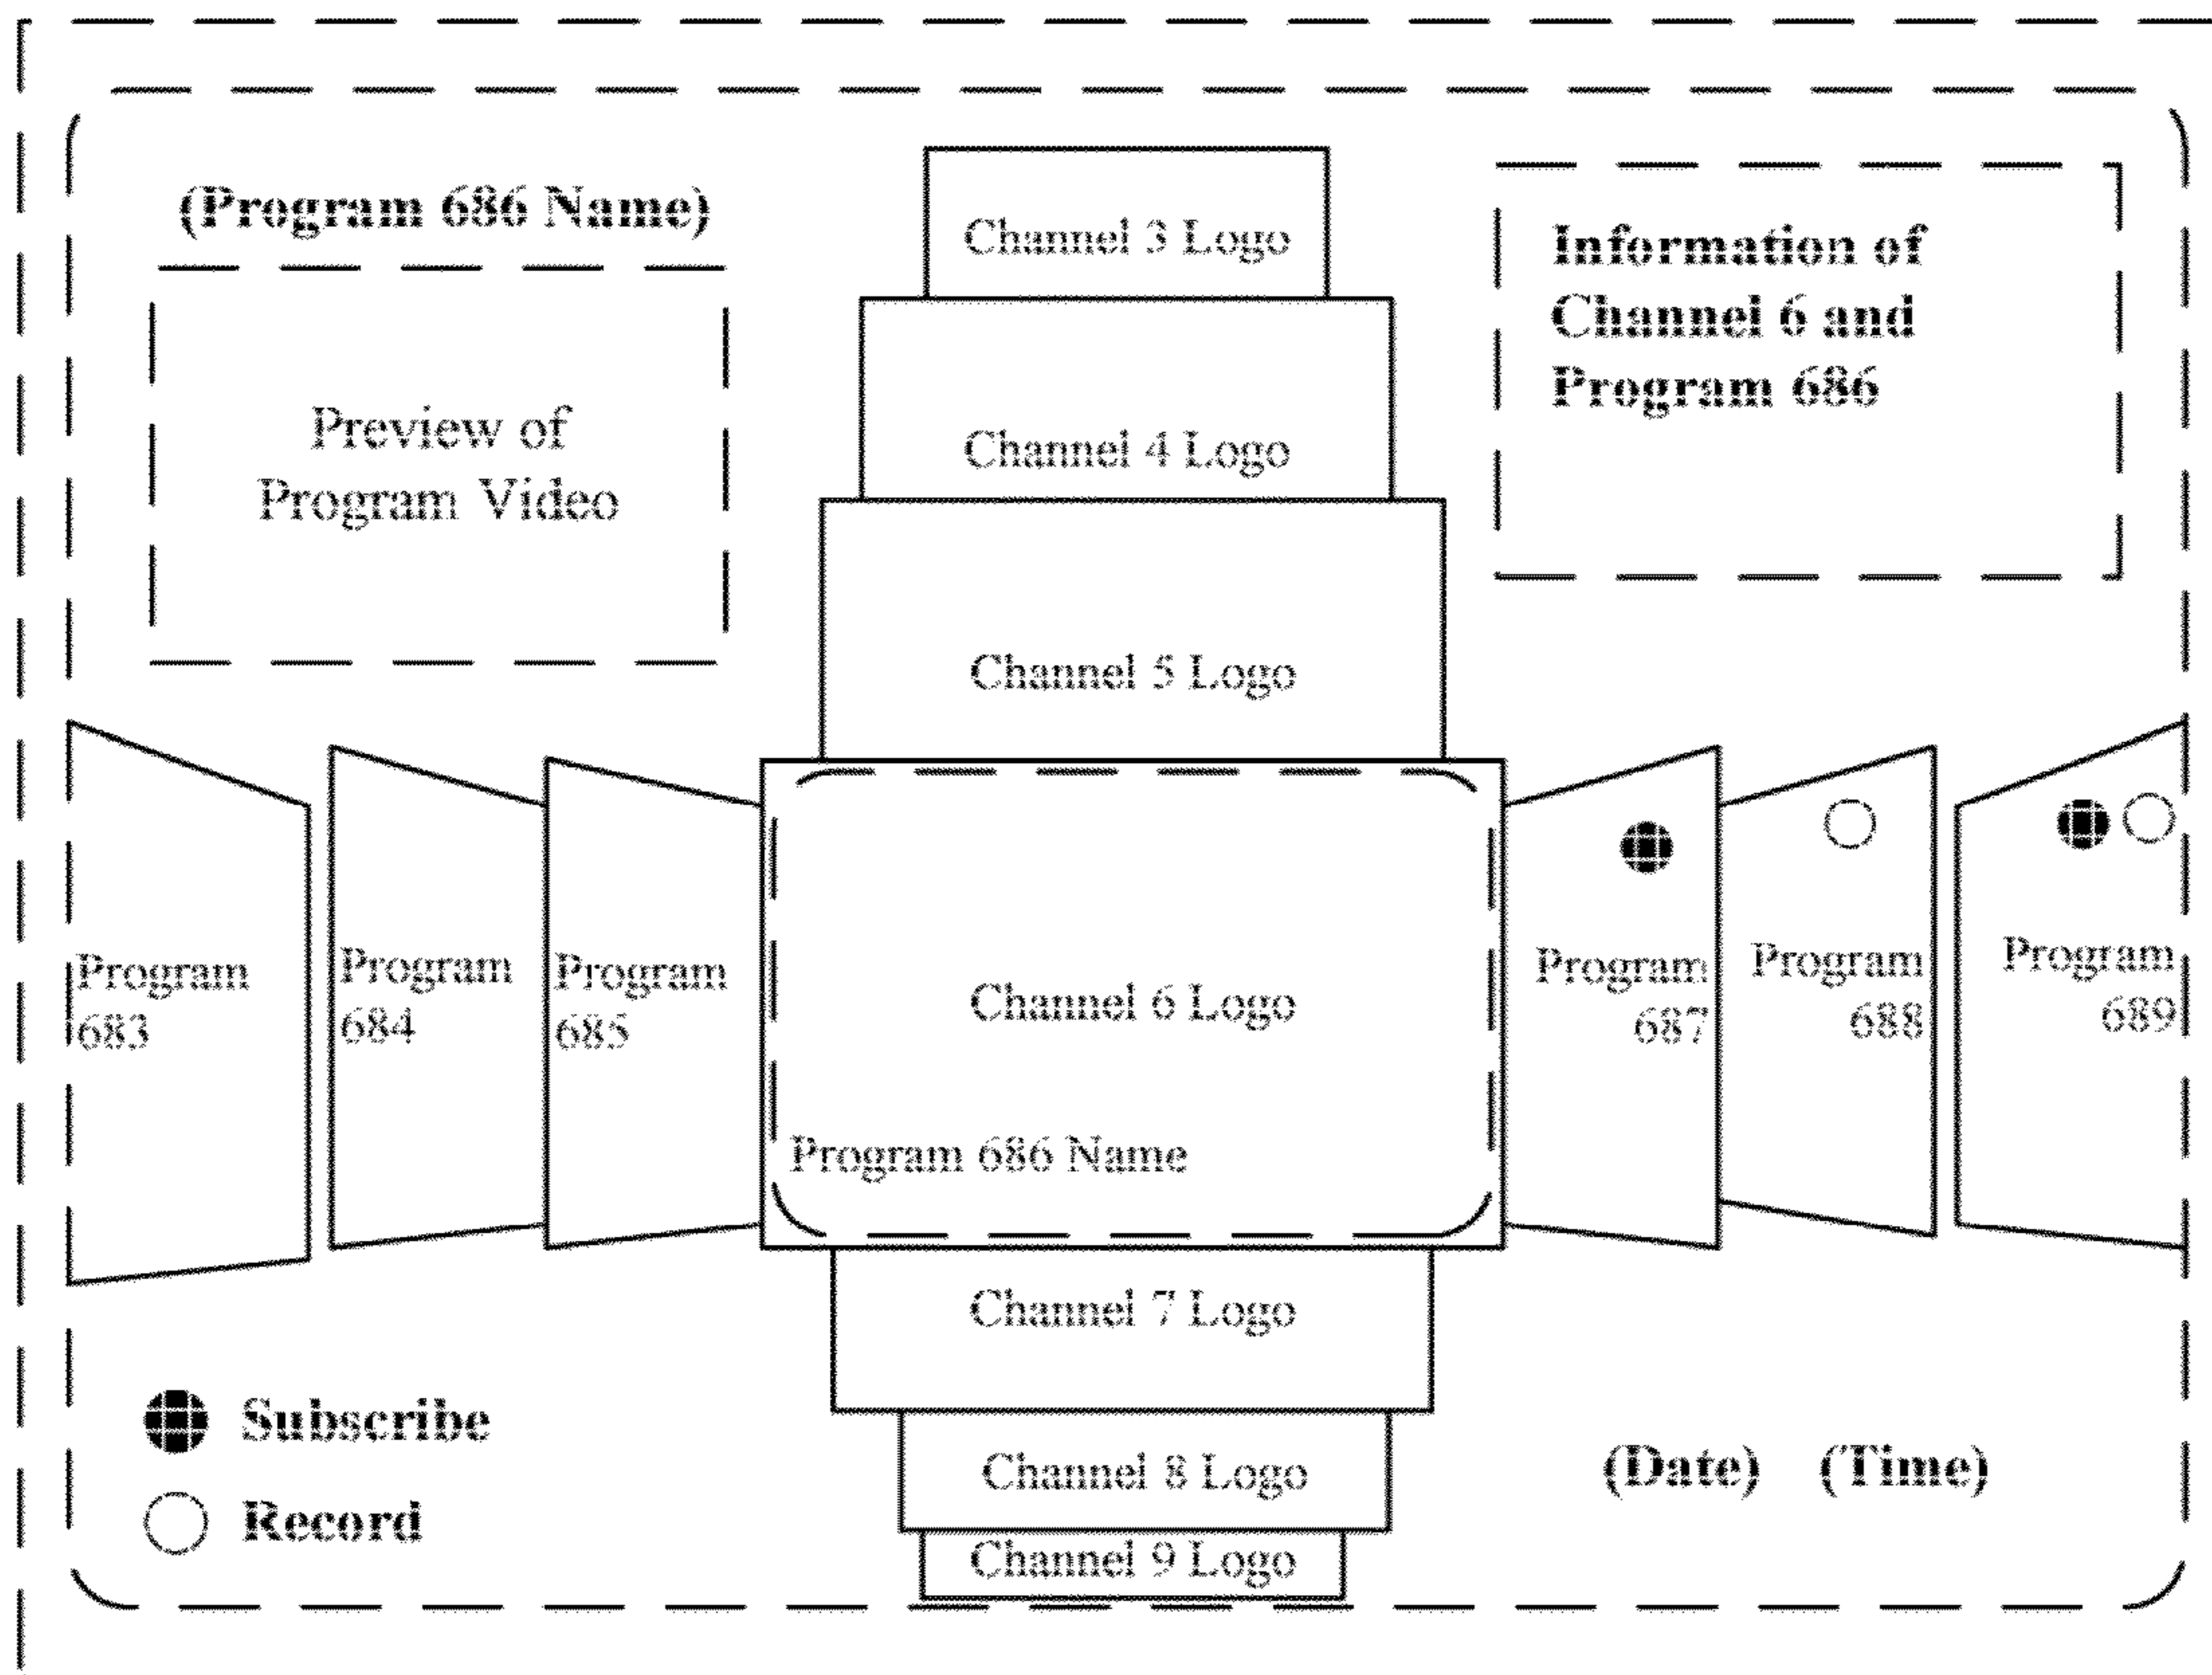 (Program 686 Name)
Preview of
Program Video
Channel 3 Logo
Channel 4 Logo
Channel 5 Logo
Information of
Channel 6 and
Program 686
Program
683
Program
684
Program
685
Channel 6 Logo
Program 686 Name
Program
687
Program
688
Program
689
Channel 7 Logo
Channel 8 Logo
Channel 9 Logo
Subscribe
Record
(Date) (Time)